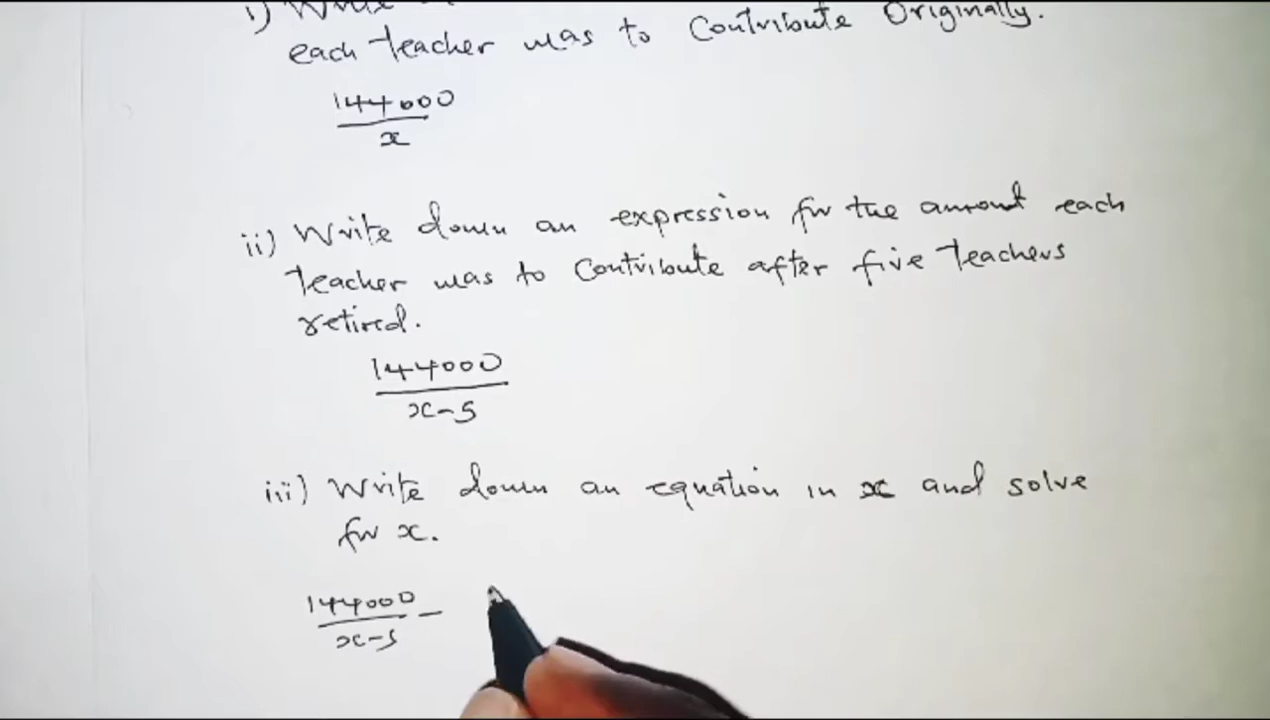 i) Write
each teacher was to Contribute Originally.
144000
x
ii) Write down an expression for the amount each
teacher was to Contribute after five teachers
retired.
144000
x-5
iii) Write down an equation in x and solve
for x.
144000 –
x-5